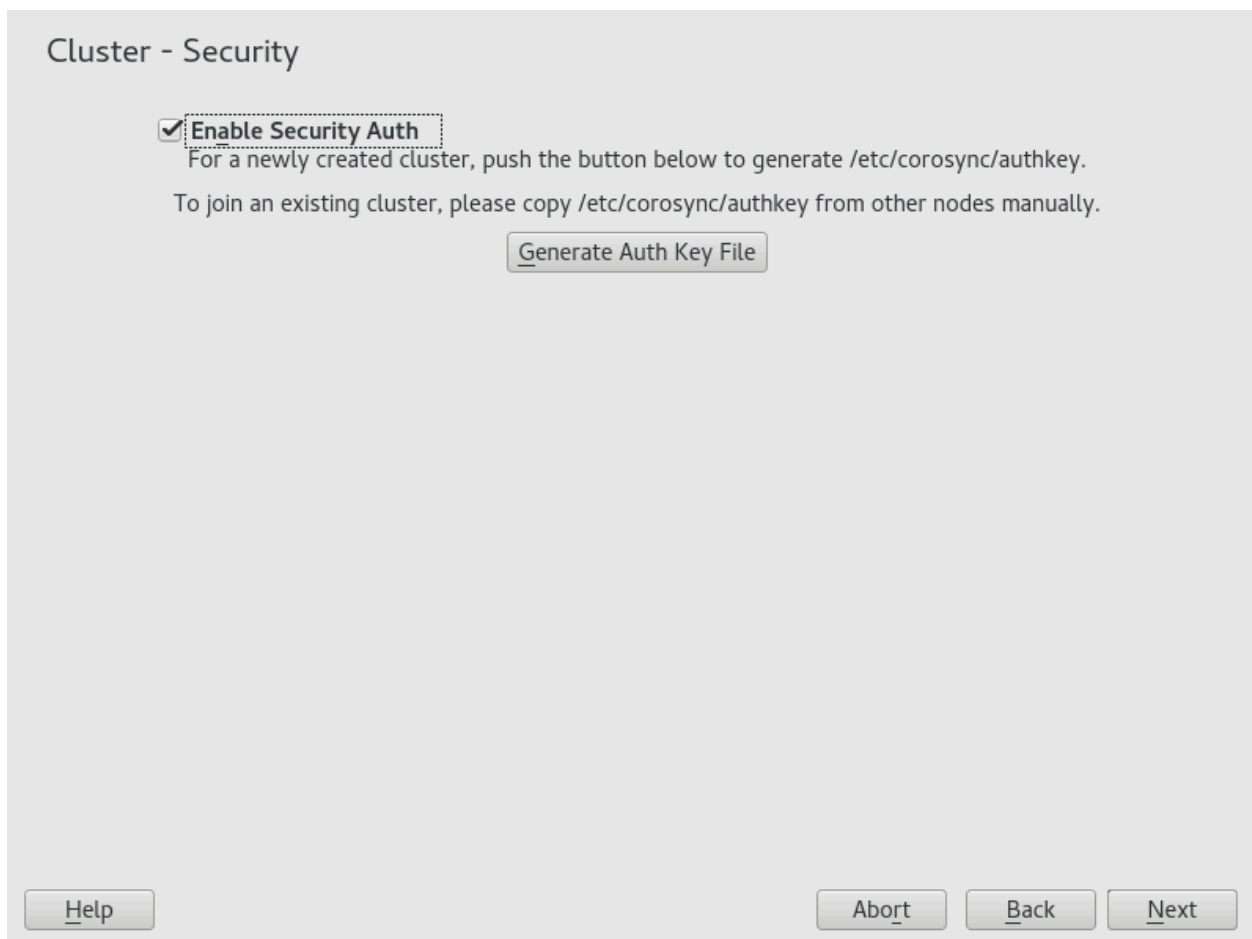 Cluster - Security
Enable Security Auth
For a newly created cluster, push the button below to generate /etc/corosync/authkey.
To join an existing cluster, please copy /etc/corosync/authkey from other nodes manually.
Generate Auth Key File
Help
Abort
Back
Next